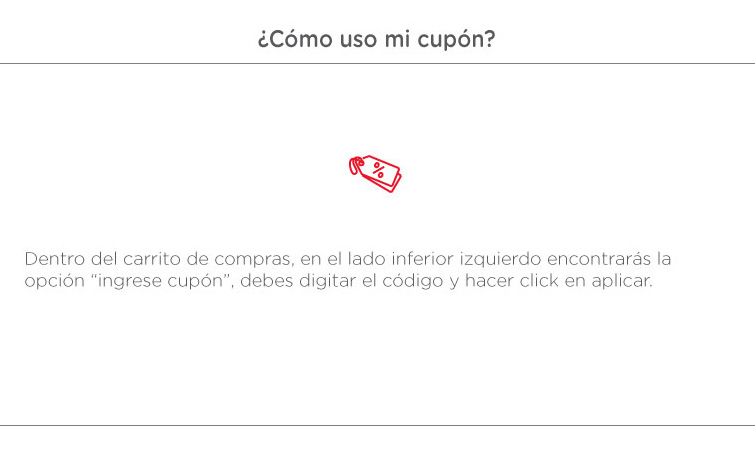 ¿Cómo uso mi cupón?
%
Dentro del carrito de compras, en el lado inferior izquierdo encontrarás la
opción “ingrese cupón”, debes digitar el código y hacer click en aplicar.